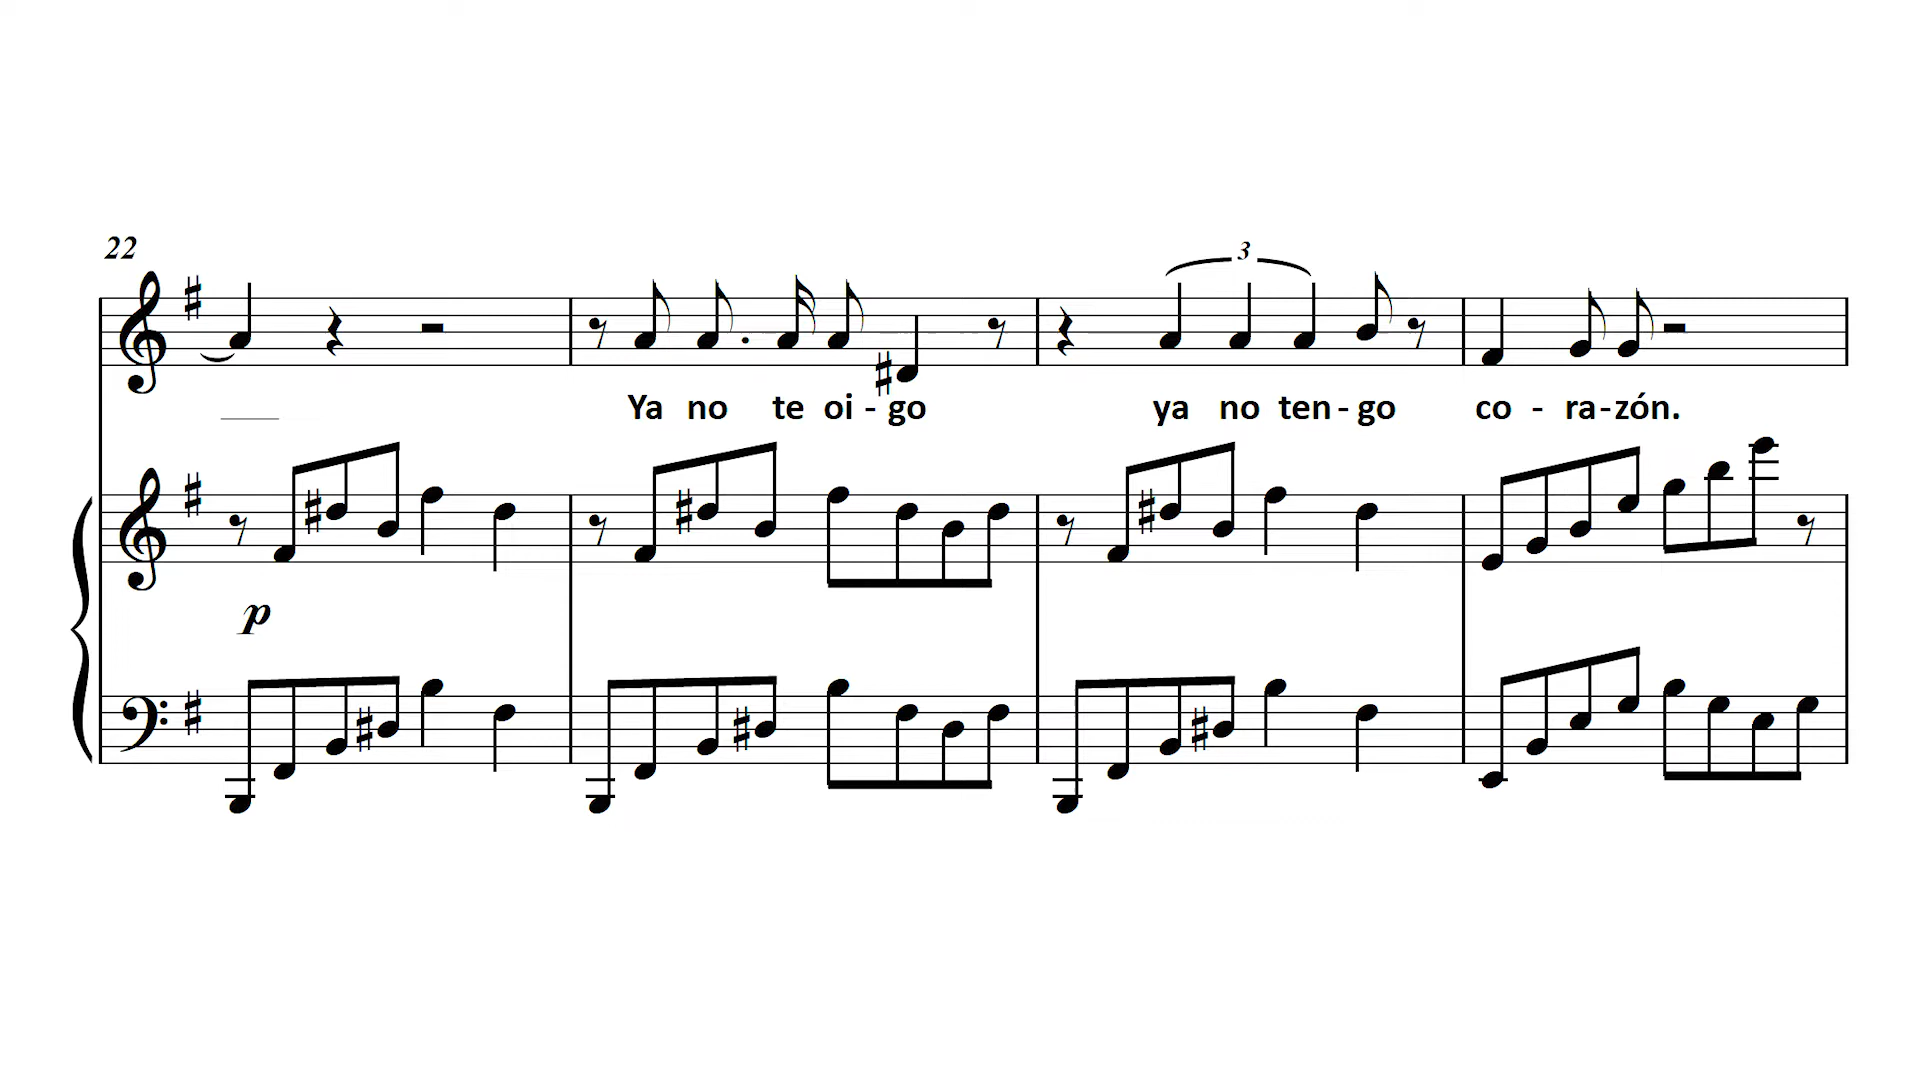 22
3
Ya no te oi - go ya no ten - go co - ra - zón.
p